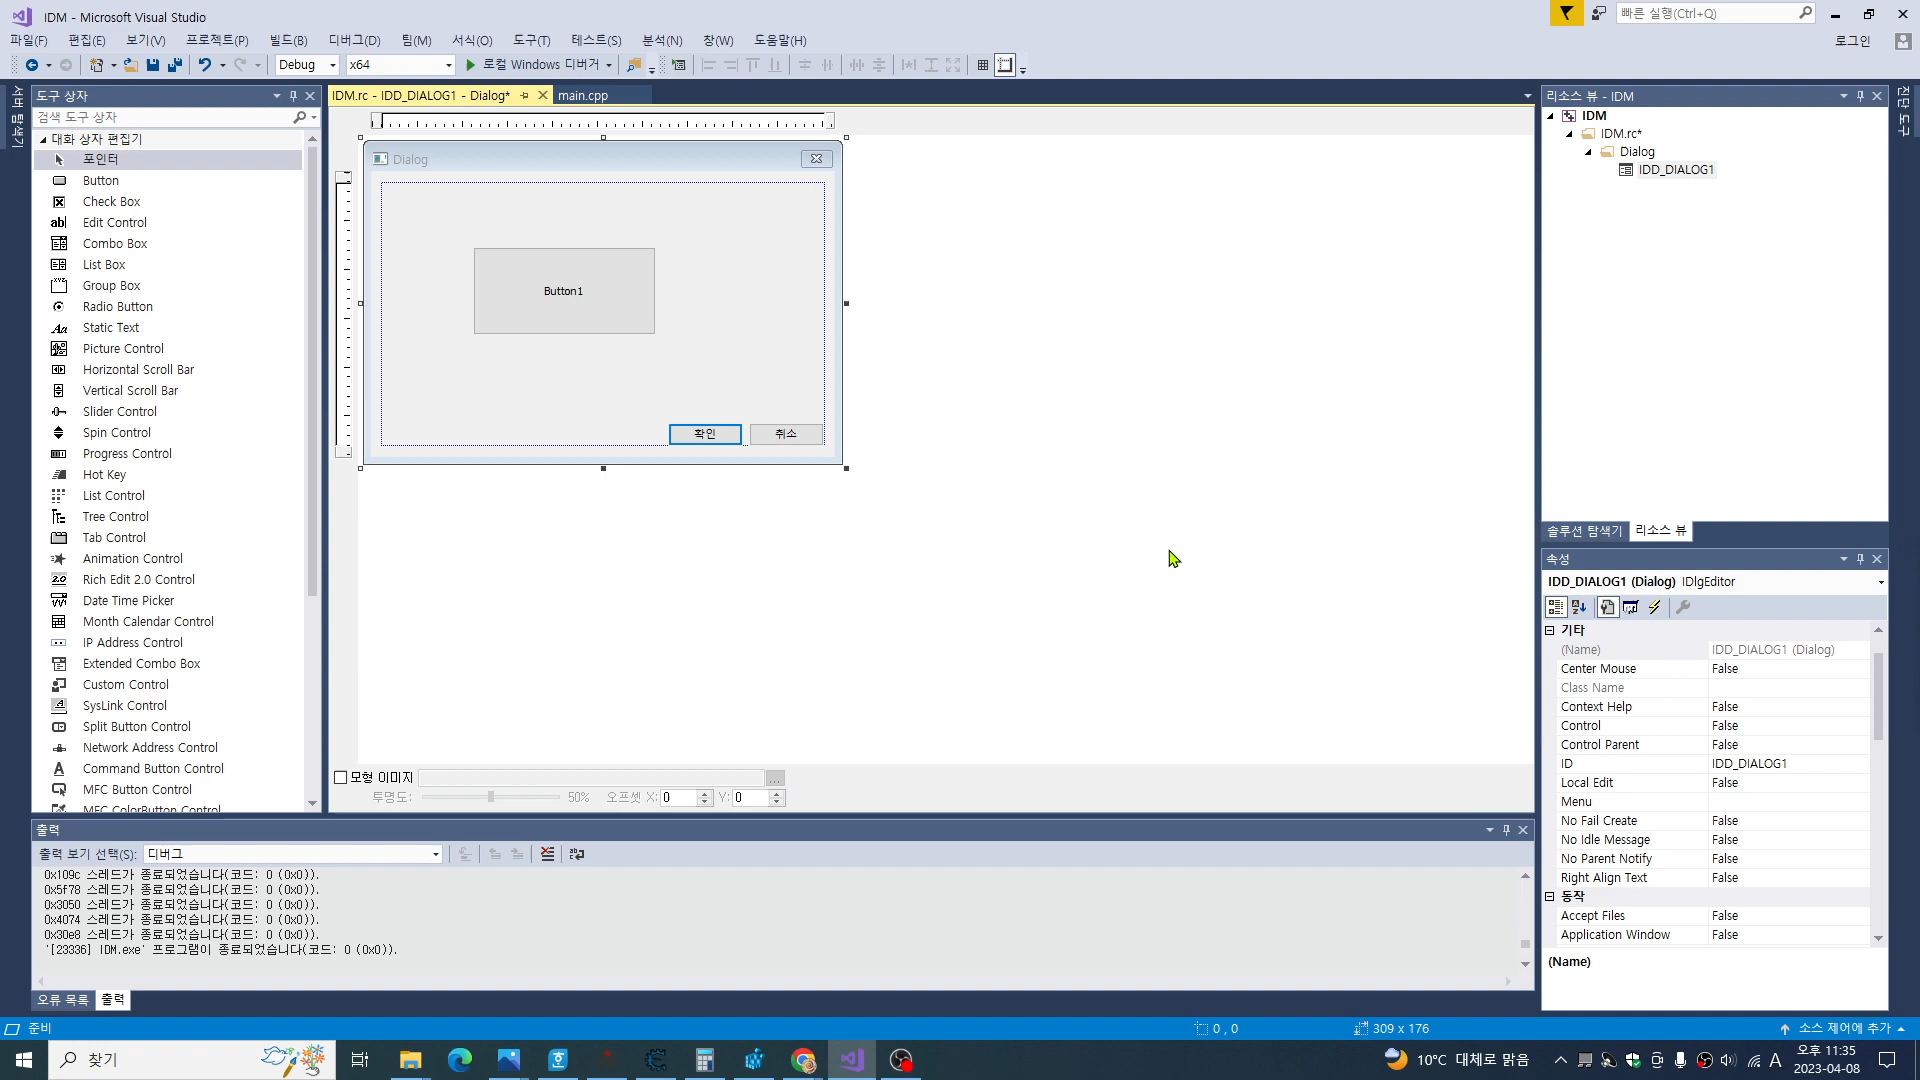 IDM - Microsoft Visual Studio
빠른 실행(Ctrl+Q)
파일(F) 편집(E) 보기(V) 프로젝트(P) 빌드(B) 디버그(D) 팀(M) 서식(O) 도구(T) 테스트(S) 분석(N) 창(W) 도움말(H)
로그인
Debug x64 로컬 Windows 디버거
서버 탐색기
도구 상자
검색 도구 상자
대화 상자 편집기
포인터
Button
Check Box
Edit Control
Combo Box
List Box
Group Box
Radio Button
Static Text
Picture Control
Horizontal Scroll Bar
Vertical Scroll Bar
Slider Control
Spin Control
Progress Control
Hot Key
List Control
Tree Control
Tab Control
Animation Control
Rich Edit 2.0 Control
Date Time Picker
Month Calendar Control
IP Address Control
Extended Combo Box
Custom Control
SysLink Control
Split Button Control
Network Address Control
Command Button Control
MFC Button Control
MFC ColorButton Control
IDM.rc - IDD_DIALOG1 - Dialog* main.cpp
Dialog
Button1
확인 취소
모형 이미지
투명도: 50% 오프셋 X: 0 Y: 0
리소스 뷰 - IDM
IDM
IDM.rc*
Dialog
IDD_DIALOG1
솔루션 탐색기 리소스 뷰
진단 도구
속성
IDD_DIALOG1 (Dialog) IDlgEditor
기타
(Name) IDD_DIALOG1 (Dialog)
Center Mouse False
Class Name
Context Help False
Control False
Control Parent False
ID IDD_DIALOG1
Local Edit False
Menu
No Fail Create False
No Idle Message False
No Parent Notify False
Right Align Text False
동작
Accept Files False
Application Window False
(Name)
출력
출력 보기 선택(S): 디버그
0x109c 스레드가 종료되었습니다(코드: 0 (0x0)).
0x5f78 스레드가 종료되었습니다(코드: 0 (0x0)).
0x3050 스레드가 종료되었습니다(코드: 0 (0x0)).
0x4074 스레드가 종료되었습니다(코드: 0 (0x0)).
0x30e8 스레드가 종료되었습니다(코드: 0 (0x0)).
'[23336] IDM.exe' 프로그램이 종료되었습니다(코드: 0 (0x0)).
오류 목록 출력
준비 0 , 0 309 x 176 소스 제어에 추가
찾기
10°C 대체로 맑음
A
오후 11:35
2023-04-08